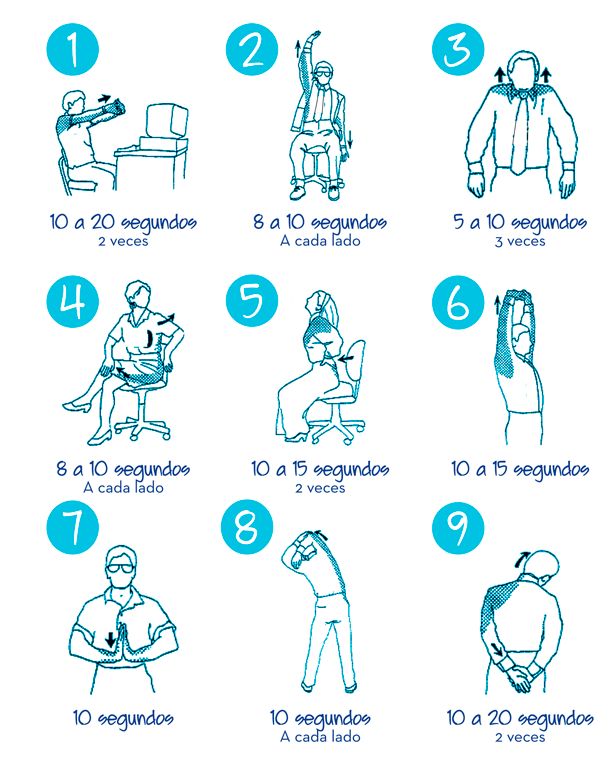 1
10 a 20 segundos
2 veces
2
8 a 10 segundos
A cada lado
3
5 a 10 segundos
3 veces
4
8 a 10 segundos
A cada lado
5
10 a 15 segundos
2 veces
6
10 a 15 segundos
7
10 segundos
8
10 segundos
A cada lado
9
10 a 20 segundos
2 veces